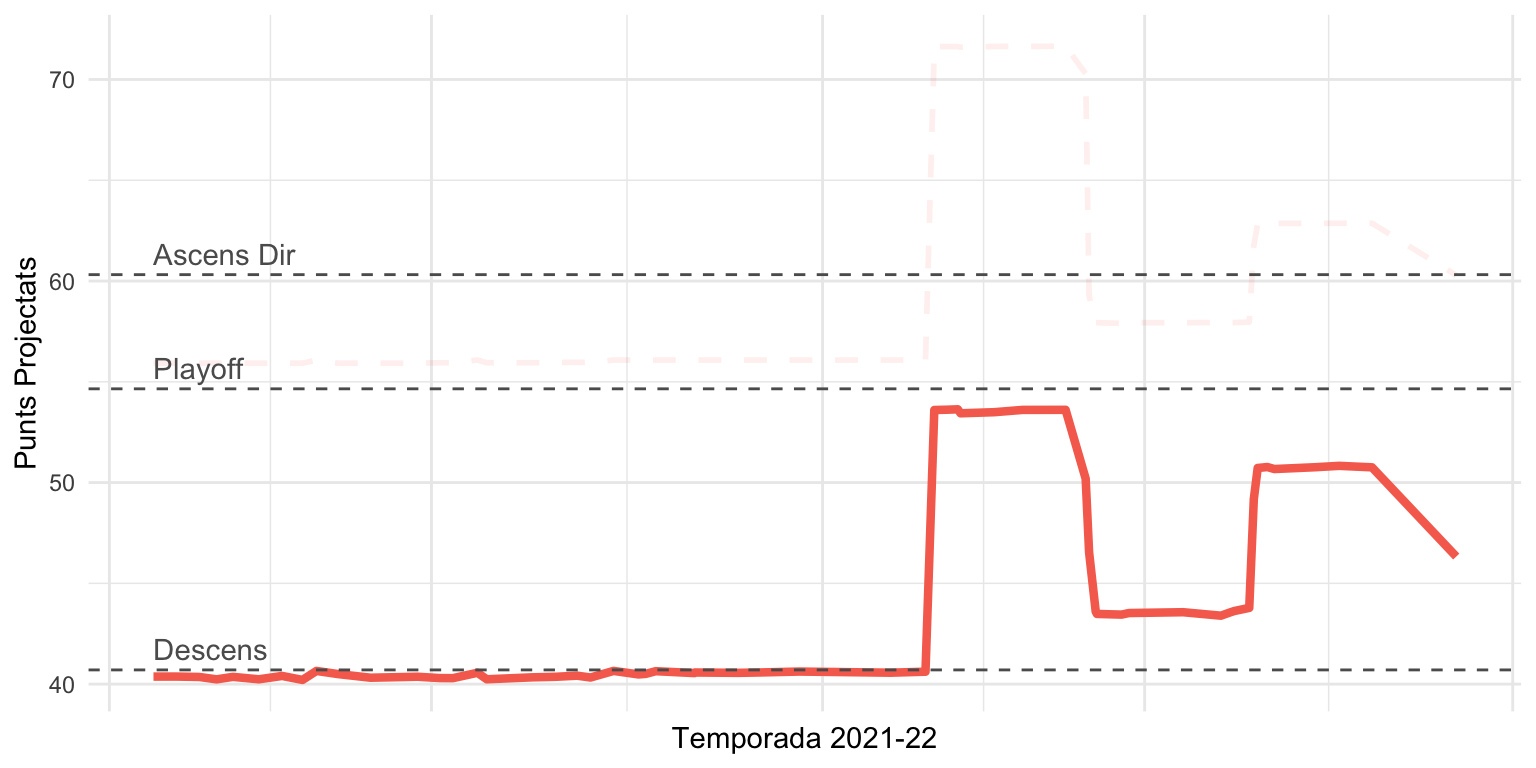 70
Ascens Dir
60
Playoff
50
Descens
40
Punts Projectats
Temporada 2021-22